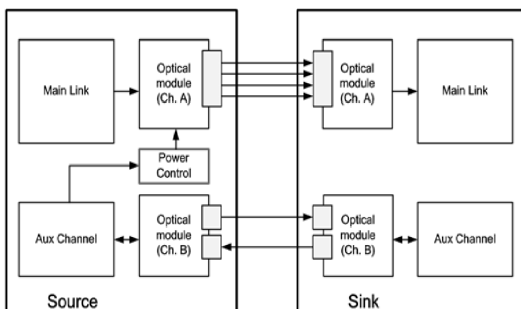 Main Link
Optical
module
(Ch. A)
Optical
module
(Ch. A)
Main Link
Power
Control
Aux Channel
Optical
module
(Ch. B)
Optical
module
(Ch. B)
Aux Channel
Source
Sink